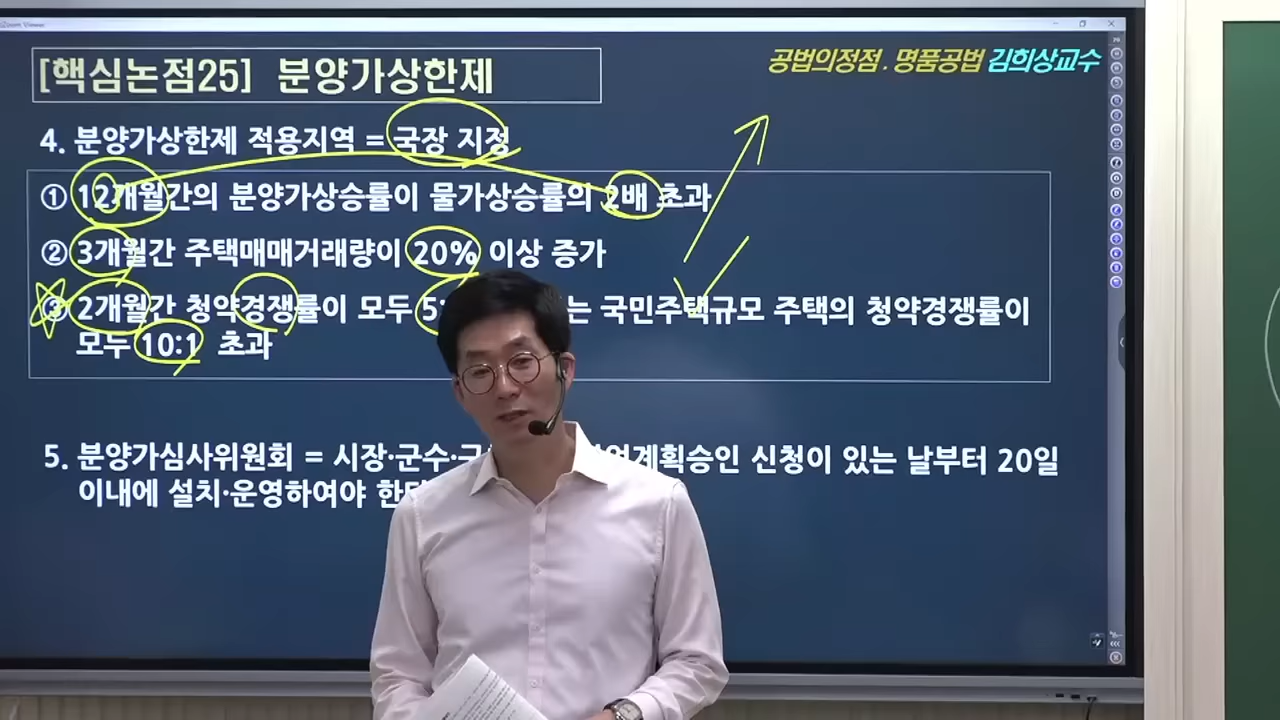 [핵심논점25] 분양가상한제
공법의정점. 명품공법 김희상교수
4. 분양가상한제 적용지역 = 국장 지정
① 12개월간의 분양가상승률이 물가상승률의 2배 초과
② 3개월간 주택매매거래량이 20% 이상 증가
③ 2개월간 청약경쟁률이 모두 5: 는 국민주택규모 주택의 청약경쟁률이
모두 10:1 초과
5. 분양가심사위원회 = 시장·군수·구 계획승인 신청이 있는 날부터 20일
이내에 설치·운영하여야 한다